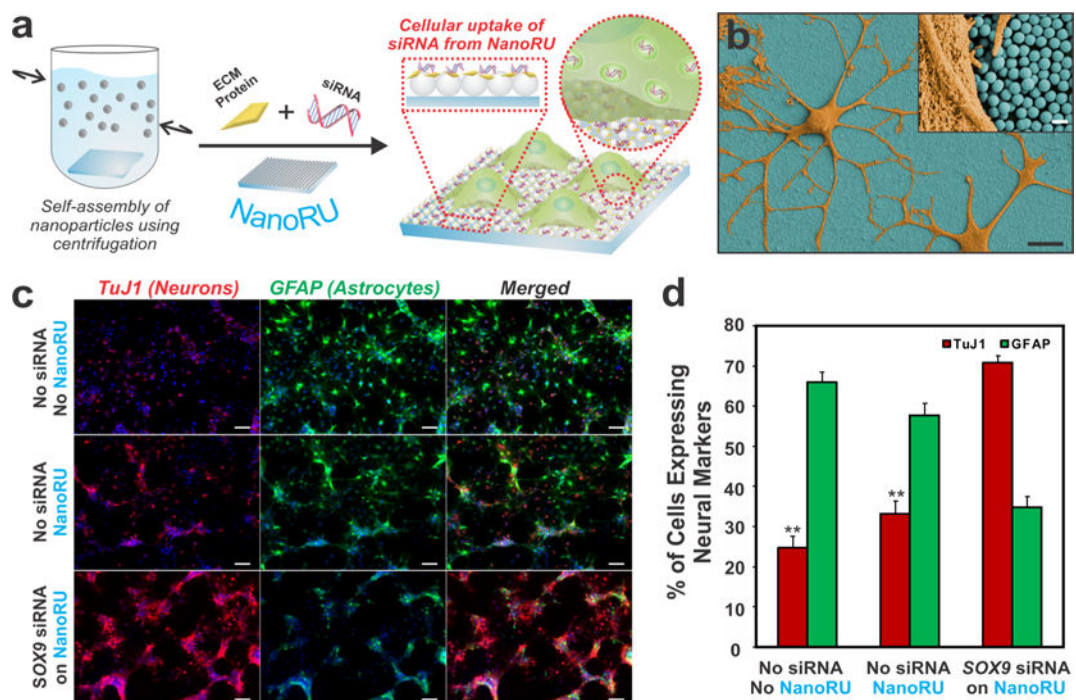 a
Self-assembly of
nanoparticles using
centrifugation
ECM
Protein
+
siRNA
NanoRU
Cellular uptake of
siRNA from NanoRU
b
c
TuJ1 (Neurons)
GFAP (Astrocytes)
Merged
No siRNA
No NanoRU
No siRNA
NanoRU
SOX9 siRNA
on NanoRU
d
% of Cells Expressing
Neural Markers
80
70
60
50
40
30
20
10
0
TuJ1
GFAP
**
**
No siRNA
No NanoRU
No siRNA
NanoRU
SOX9 siRNA
on NanoRU